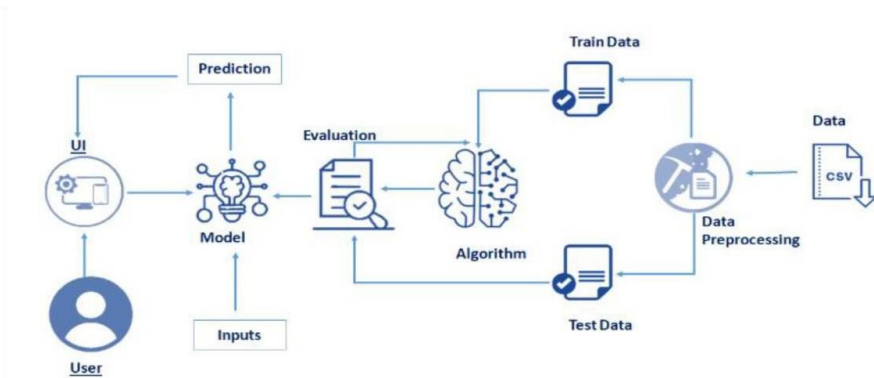 Train Data
Prediction
Data
Evaluation
UI
CSV
Model
Algorithm
Data
Preprocessing
Inputs
Test Data
User